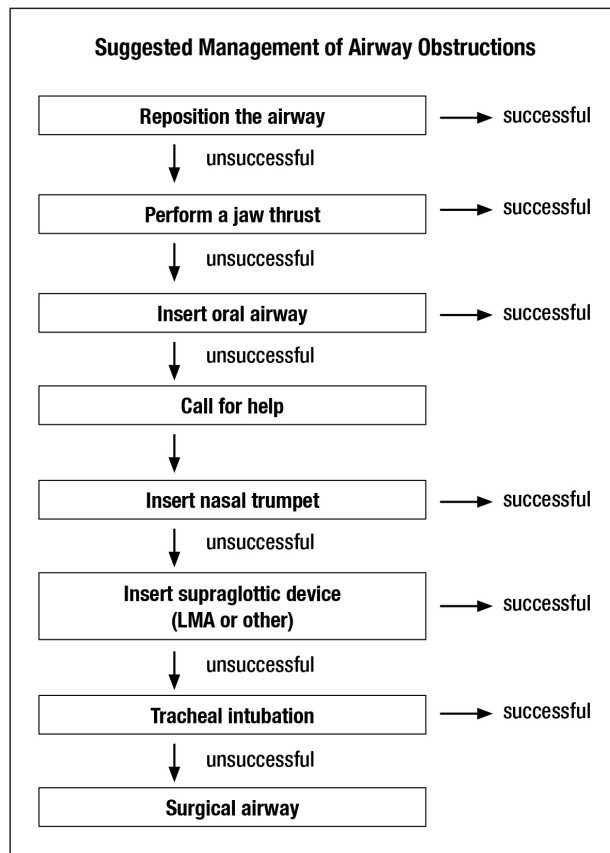 Suggested Management of Airway Obstructions
Reposition the airway
successful
unsuccessful
Perform a jaw thrust
successful
unsuccessful
Insert oral airway
successful
unsuccessful
Call for help
Insert nasal trumpet
successful
unsuccessful
Insert supraglottic device
(LMA or other)
successful
unsuccessful
Tracheal intubation
successful
unsuccessful
Surgical airway